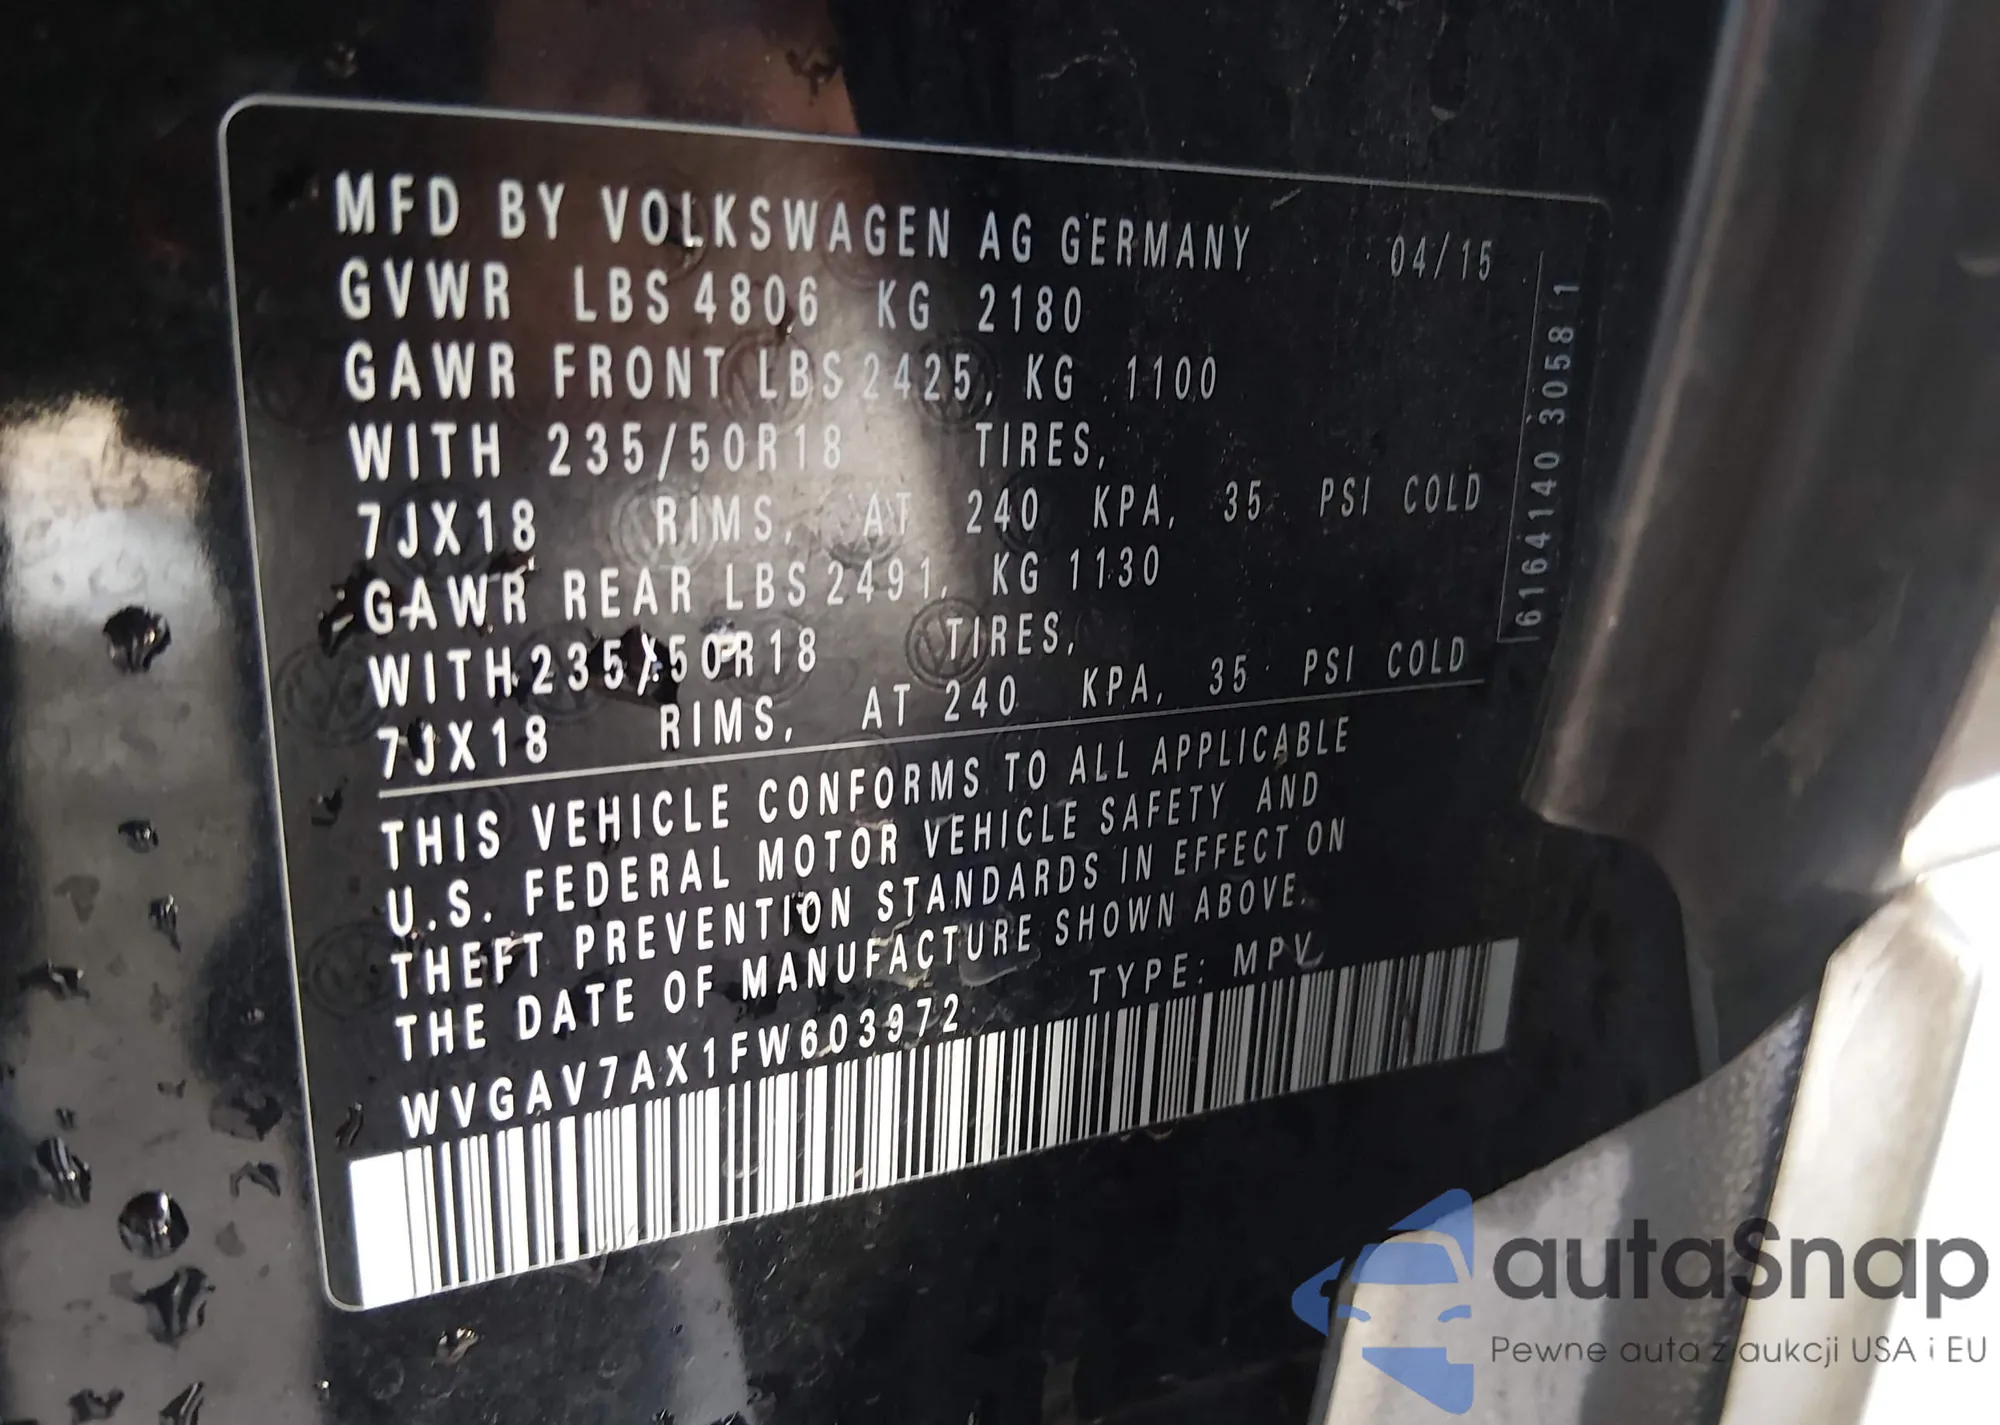 MFD BY VOLKSWAGEN AG GERMANY 04/15
GVWR LBS 4806 KG 2180
GAWR FRONT LBS 2425, KG 1100
WITH 235/50R18 TIRES,
7JX18 RIMS, AT 240 KPA, 35 PSI COLD
GAWR REAR LBS 2491, KG 1130
WITH 235/50R18 TIRES,
7JX18 RIMS, AT 240 KPA, 35 PSI COLD
THIS VEHICLE CONFORMS TO ALL APPLICABLE
U.S. FEDERAL MOTOR VEHICLE SAFETY AND
THEFT PREVENTION STANDARDS IN EFFECT ON
THE DATE OF MANUFACTURE SHOWN ABOVE.
WVGAV7AX1FW603972 TYPE: MPV
6164140 3058 1
autaSnap
Pewne auta z aukcji USA i EU